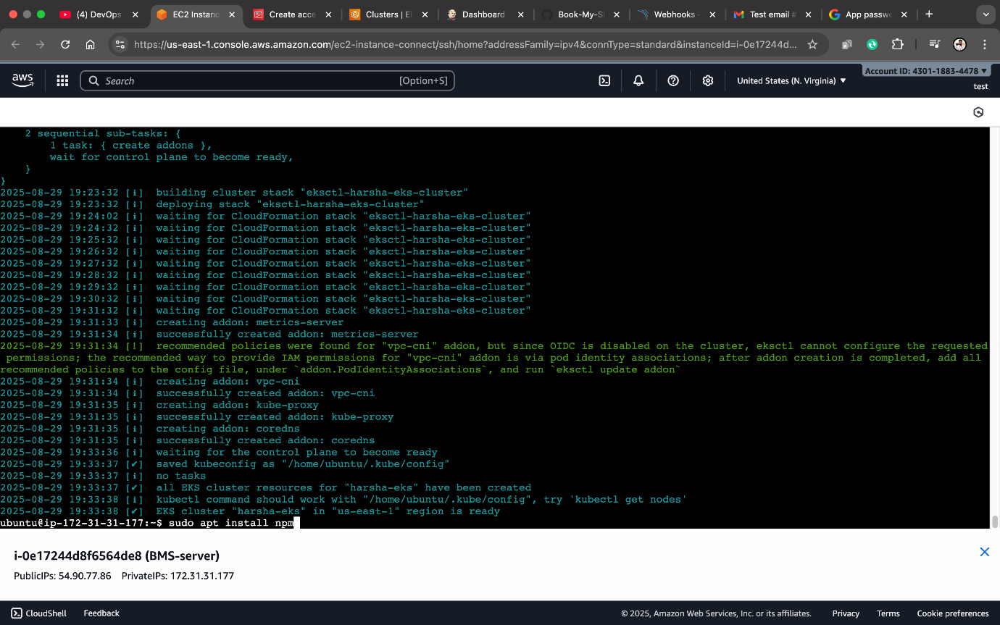 (4) DevOps
EC2 Instanc
Create acce
Clusters | El
Dashboard -
Book-My-S
Webhooks -
Test email #
App passwo
https://us-east-1.console.aws.amazon.com/ec2-instance-connect/ssh/home?addressFamily=ipv4&connType=standard&instanceId=i-0e17244d...
aws
Search
[Option+S]
United States (N. Virginia)
Account ID: 4301-1883-4478
test
2 sequential sub-tasks: {
1 task: { create addons },
wait for control plane to become ready,
}
}
2025-08-29 19:23:32 [ℹ]  building cluster stack "eksctl-harsha-eks-cluster"
2025-08-29 19:23:32 [ℹ]  deploying stack "eksctl-harsha-eks-cluster"
2025-08-29 19:24:02 [ℹ]  waiting for CloudFormation stack "eksctl-harsha-eks-cluster"
2025-08-29 19:24:32 [ℹ]  waiting for CloudFormation stack "eksctl-harsha-eks-cluster"
2025-08-29 19:25:32 [ℹ]  waiting for CloudFormation stack "eksctl-harsha-eks-cluster"
2025-08-29 19:26:32 [ℹ]  waiting for CloudFormation stack "eksctl-harsha-eks-cluster"
2025-08-29 19:27:32 [ℹ]  waiting for CloudFormation stack "eksctl-harsha-eks-cluster"
2025-08-29 19:28:32 [ℹ]  waiting for CloudFormation stack "eksctl-harsha-eks-cluster"
2025-08-29 19:29:32 [ℹ]  waiting for CloudFormation stack "eksctl-harsha-eks-cluster"
2025-08-29 19:30:32 [ℹ]  waiting for CloudFormation stack "eksctl-harsha-eks-cluster"
2025-08-29 19:31:32 [ℹ]  waiting for CloudFormation stack "eksctl-harsha-eks-cluster"
2025-08-29 19:31:33 [ℹ]  creating addon: metrics-server
2025-08-29 19:31:34 [ℹ]  successfully created addon: metrics-server
2025-08-29 19:31:34 [!]  recommended policies were found for "vpc-cni" addon, but since OIDC is disabled on the cluster, eksctl cannot configure the requested
permissions; the recommended way to provide IAM permissions for "vpc-cni" addon is via pod identity associations; after addon creation is completed, add all
recommended policies to the config file, under `addon.PodIdentityAssociations`, and run `eksctl update addon`
2025-08-29 19:31:34 [ℹ]  creating addon: vpc-cni
2025-08-29 19:31:34 [ℹ]  successfully created addon: vpc-cni
2025-08-29 19:31:35 [ℹ]  creating addon: kube-proxy
2025-08-29 19:31:35 [ℹ]  successfully created addon: kube-proxy
2025-08-29 19:31:35 [ℹ]  creating addon: coredns
2025-08-29 19:31:35 [ℹ]  successfully created addon: coredns
2025-08-29 19:33:36 [ℹ]  waiting for the control plane to become ready
2025-08-29 19:33:37 [✔]  saved kubeconfig as "/home/ubuntu/.kube/config"
2025-08-29 19:33:37 [ℹ]  no tasks
2025-08-29 19:33:37 [✔]  all EKS cluster resources for "harsha-eks" have been created
2025-08-29 19:33:38 [ℹ]  kubectl command should work with "/home/ubuntu/.kube/config", try 'kubectl get nodes'
2025-08-29 19:33:38 [✔]  EKS cluster "harsha-eks" in "us-east-1" region is ready
ubuntu@ip-172-31-31-177:~$ sudo apt install npm
i-0e17244d8f6564de8 (BMS-server)
PublicIPs: 54.90.77.86 PrivateIPs: 172.31.31.177
CloudShell
Feedback
© 2025, Amazon Web Services, Inc. or its affiliates.
Privacy
Terms
Cookie preferences